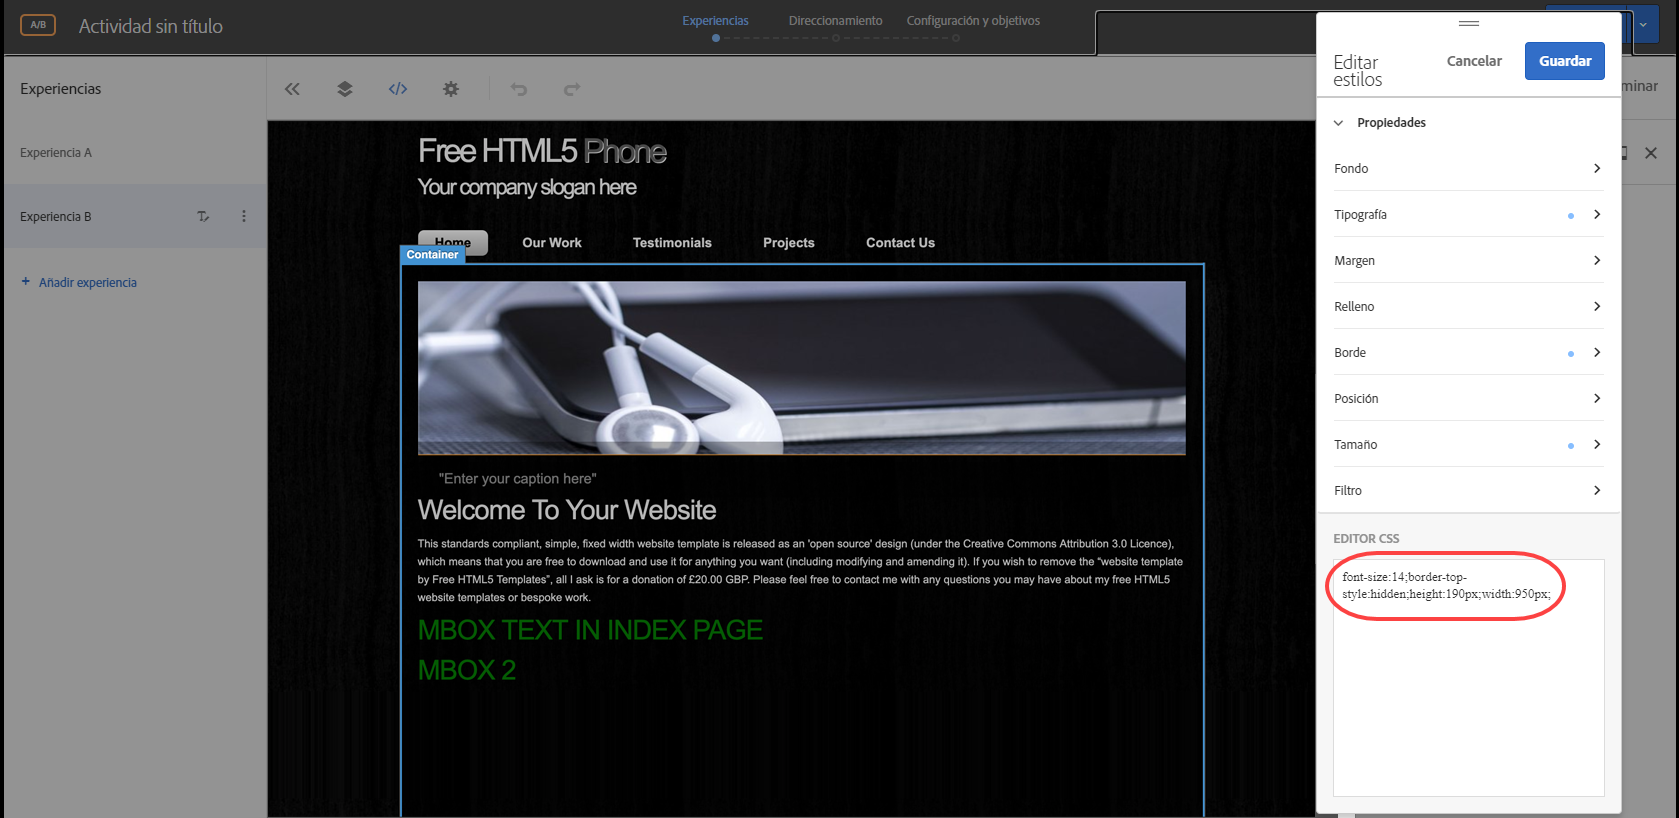 A/B
Actividad sin título
Experiencias
Direccionamiento
Configuración y objetivos
Experiencias
Experiencia A
Experiencia B
+ Añadir experiencia
Free HTML5 Phone
Your company slogan here
Home
Our Work
Testimonials
Projects
Contact Us
Container
"Enter your caption here"
Welcome To Your Website
This standards compliant, simple, fixed width website template is released as an 'open source' design (under the Creative Commons Attribution 3.0 Licence),
which means that you are free to download and use it for anything you want (including modifying and amending it). If you wish to remove the “website template
by Free HTML5 Templates”, all I ask is for a donation of £20.00 GBP. Please feel free to contact me with any questions you may have about my free HTML5
website templates or bespoke work.
MBOX TEXT IN INDEX PAGE
MBOX 2
Editar
estilos
Cancelar
Guardar
minar
Propiedades
Fondo
Tipografía
Margen
Relleno
Borde
Posición
Tamaño
Filtro
EDITOR CSS
font-size:14;border-top-
style:hidden;height:190px;width:950px;